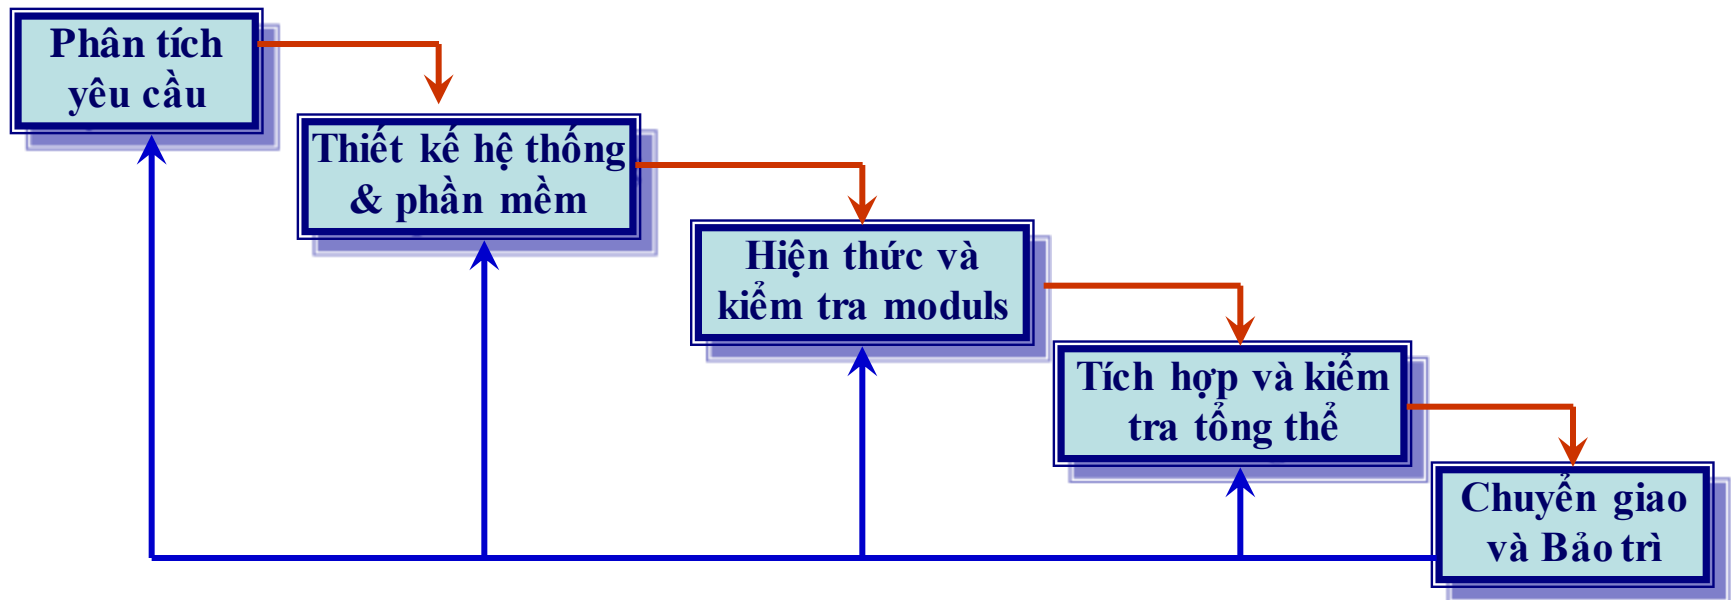 Phân tích
yêu cầu
Thiết kế hệ thống
& phần mềm
Hiện thức và
kiểm tra moduls
Tích hợp và kiểm
tra tổng thể
Chuyển giao
và Bảo trì